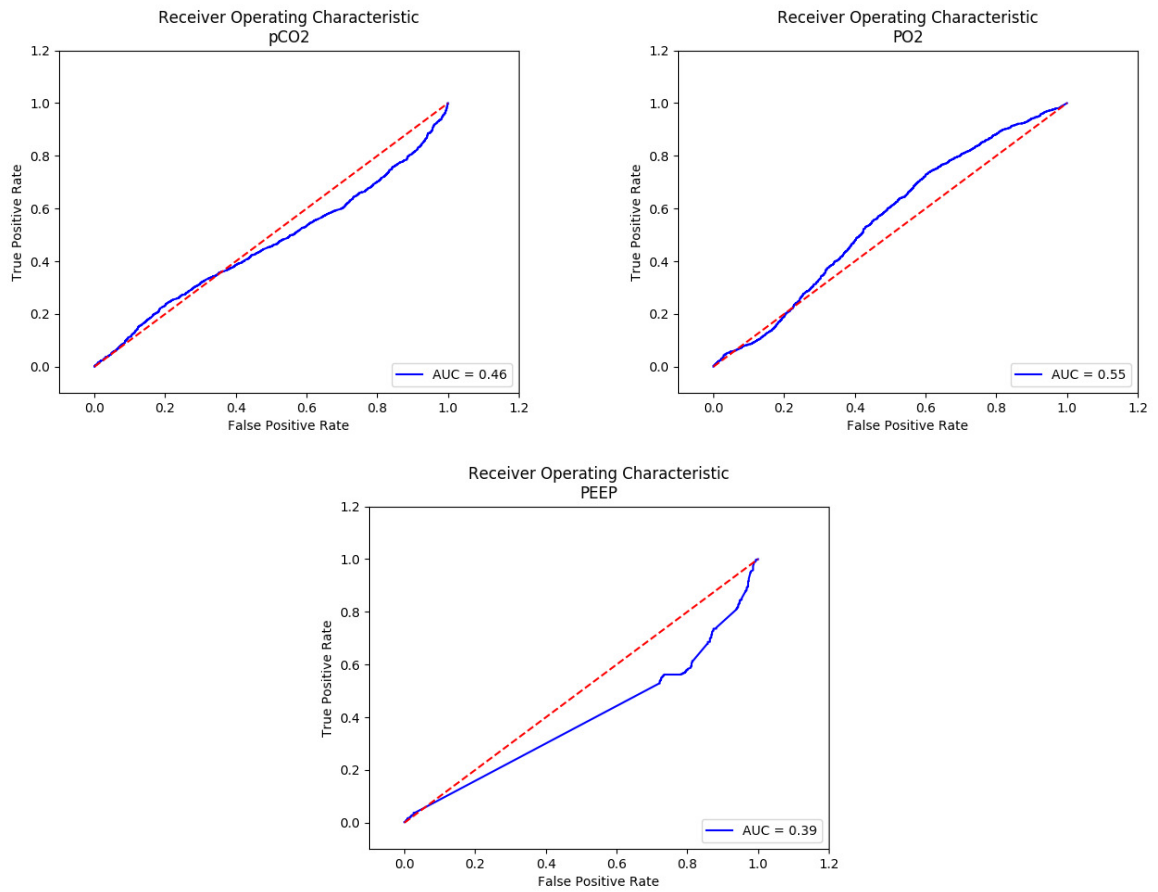 Receiver Operating Characteristic
pCO2
1.2
1.0
0.8
0.6
0.4
0.2
0.0
True Positive Rate
AUC = 0.46
0.0 0.2 0.4 0.6 0.8 1.0 1.2
False Positive Rate
Receiver Operating Characteristic
PO2
1.2
1.0
0.8
0.6
0.4
0.2
0.0
True Positive Rate
AUC = 0.55
0.0 0.2 0.4 0.6 0.8 1.0 1.2
False Positive Rate
Receiver Operating Characteristic
PEEP
1.2
1.0
0.8
0.6
0.4
0.2
0.0
True Positive Rate
AUC = 0.39
0.0 0.2 0.4 0.6 0.8 1.0 1.2
False Positive Rate